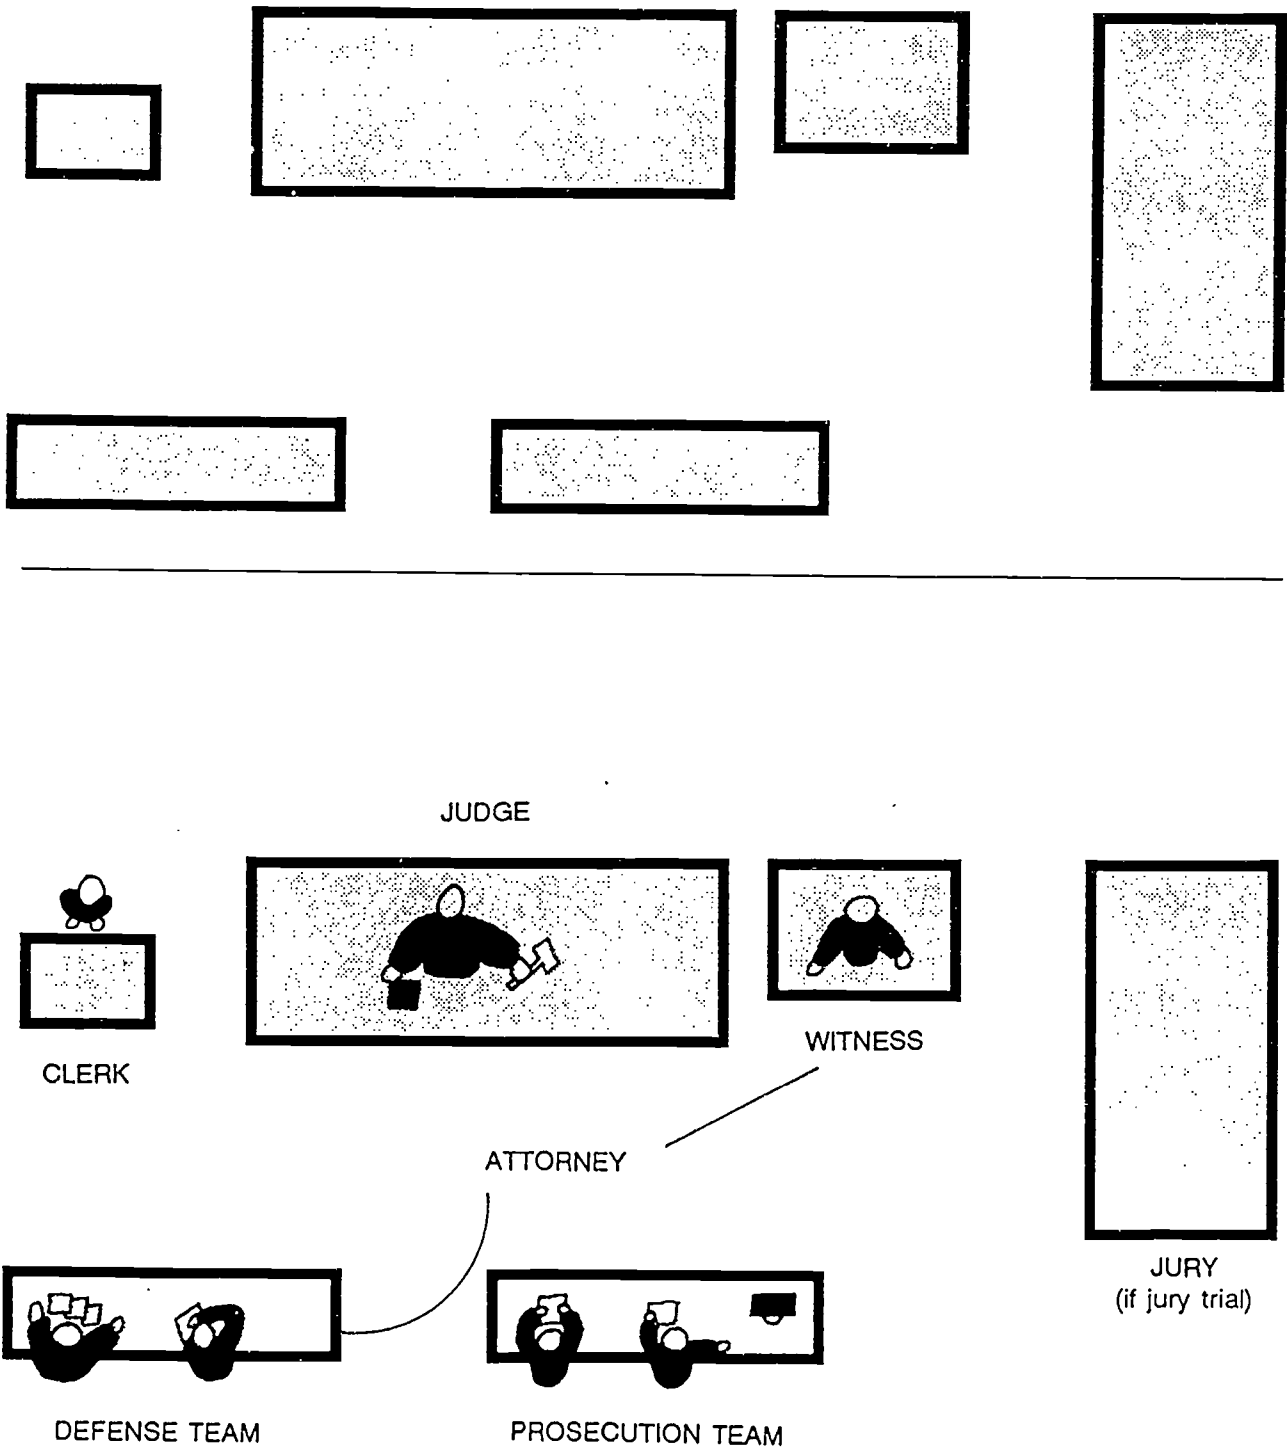 JUDGE
WITNESS
CLERK
ATTORNEY
JURY
(if jury trial)
DEFENSE TEAM
PROSECUTION TEAM